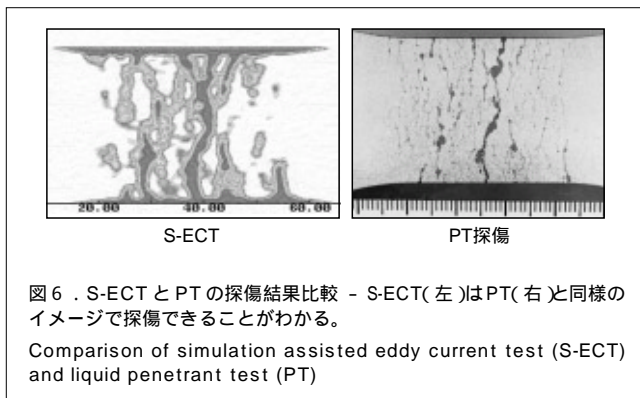 20.00 40.00 60.00
S-ECT PT探傷
図6．S-ECTとPTの探傷結果比較 － S-ECT(左)はPT(右)と同様の
イメージで探傷できることがわかる。
Comparison of simulation assisted eddy current test (S-ECT)
and liquid penetrant test (PT)